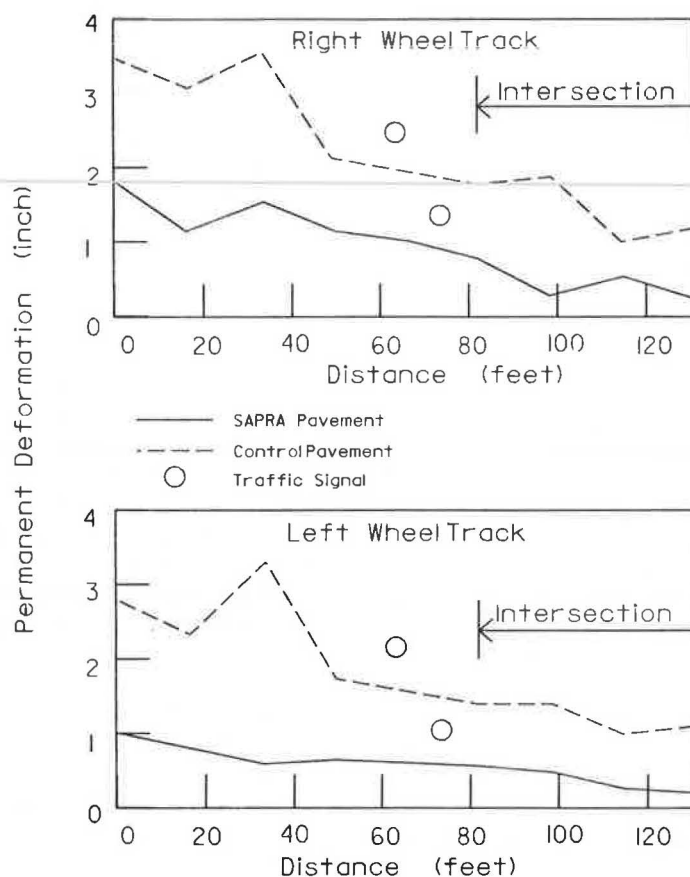 Permanent Deformation (inch)
4
3
2
1
0
Right Wheel Track
Intersection
0 20 40 60 80 100 120
Distance (feet)
SAPRA Pavement
Control Pavement
Traffic Signal
4
3
2
1
0
Left Wheel Track
Intersection
0 20 40 60 80 100 120
Distance (feet)